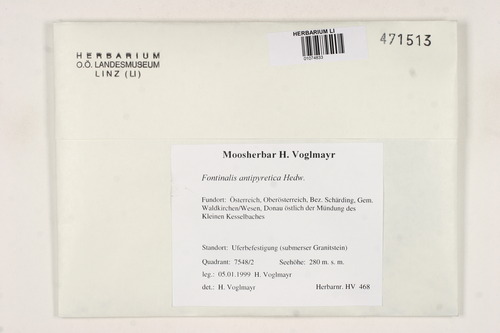 HERBARIUM
O.Ö. LANDESMUSEUM
LINZ (LI)
HERBARIUM LI
471513
Moosherbar H. Voglmayr
Fontinalis antipyretica Hedw.
Fundort: Österreich, Oberösterreich, Bez. Schärding, Gem.
Waldkirchen/Wesen, Donau östlich der Mündung des
Kleinen Kesselbaches
Standort: Uferbefestigung (submerser Granitstein)
Quadrant: 7548/2 Seehöhe: 280 m. s. m.
leg.: 05.01.1999 H. Voglmayr
det.: H. Voglmayr Herbarnr. HV 468